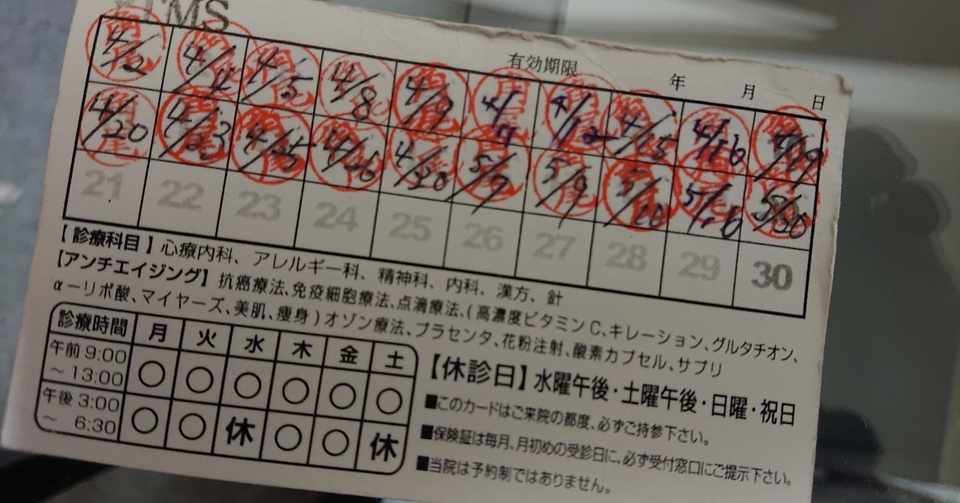 TMS
有効期限 年 月 日
4/2 4/4 4/5 4/8 4/9 4/11 4/12 4/15 4/16 4/19
4/20 4/23 4/25 4/26 4/30 5/7 5/9 5/10 5/16 5/20
21 22 23 24 25 26 27 28 29 30
【診療科目】心療内科、アレルギー科、精神科、内科、漢方、針
【アンチエイジング】抗癌療法、免疫細胞療法、点滴療法、(高濃度ビタミンC、キレーション、グルタチオン、
α-リポ酸、マイヤーズ、美肌、痩身)オゾン療法、プラセンタ、花粉注射、酸素カプセル、サプリ
診療時間 月 火 水 木 金 土
午前9:00 ～13:00 ○ ○ ○ ○ ○ ○
午後3:00 ～6:30 ○ ○ 休 ○ ○ 休
【休診日】水曜午後・土曜午後・日曜・祝日
■このカードはご来院の都度、必ずご持参下さい。
■保険証は毎月、月初めの受診日に、必ず受付窓口にご提示下さい。
■当院は予約制ではありません。